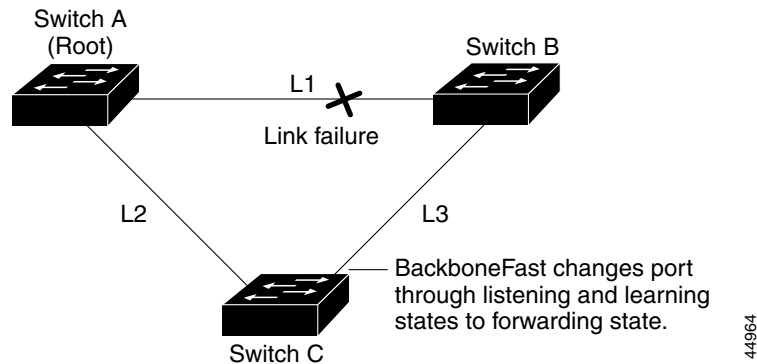 Switch A
(Root)
Switch B
L1
Link failure
L2
L3
BackboneFast changes port
through listening and learning
states to forwarding state.
Switch C
44964